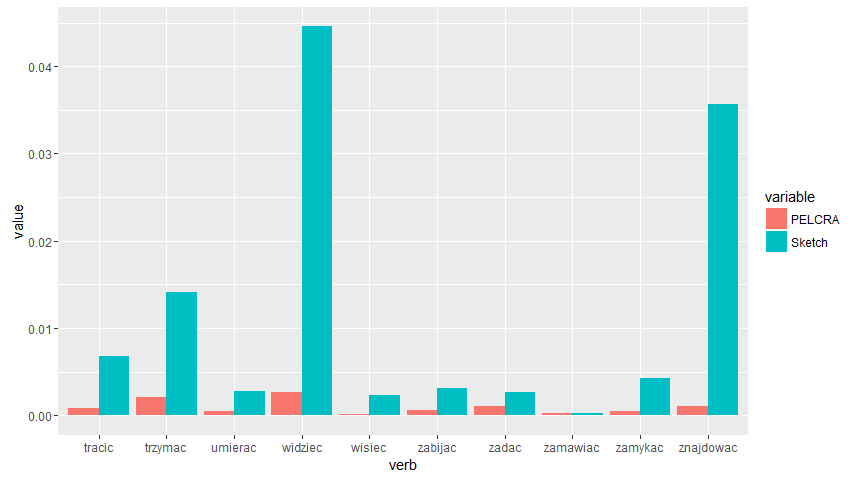 value
0.04
0.03
0.02
0.01
0.00
tracic trzymac umierac widziec wisiec zabijac zadac zamawiac zamykac znajdowac
verb
variable
PELCRA
Sketch